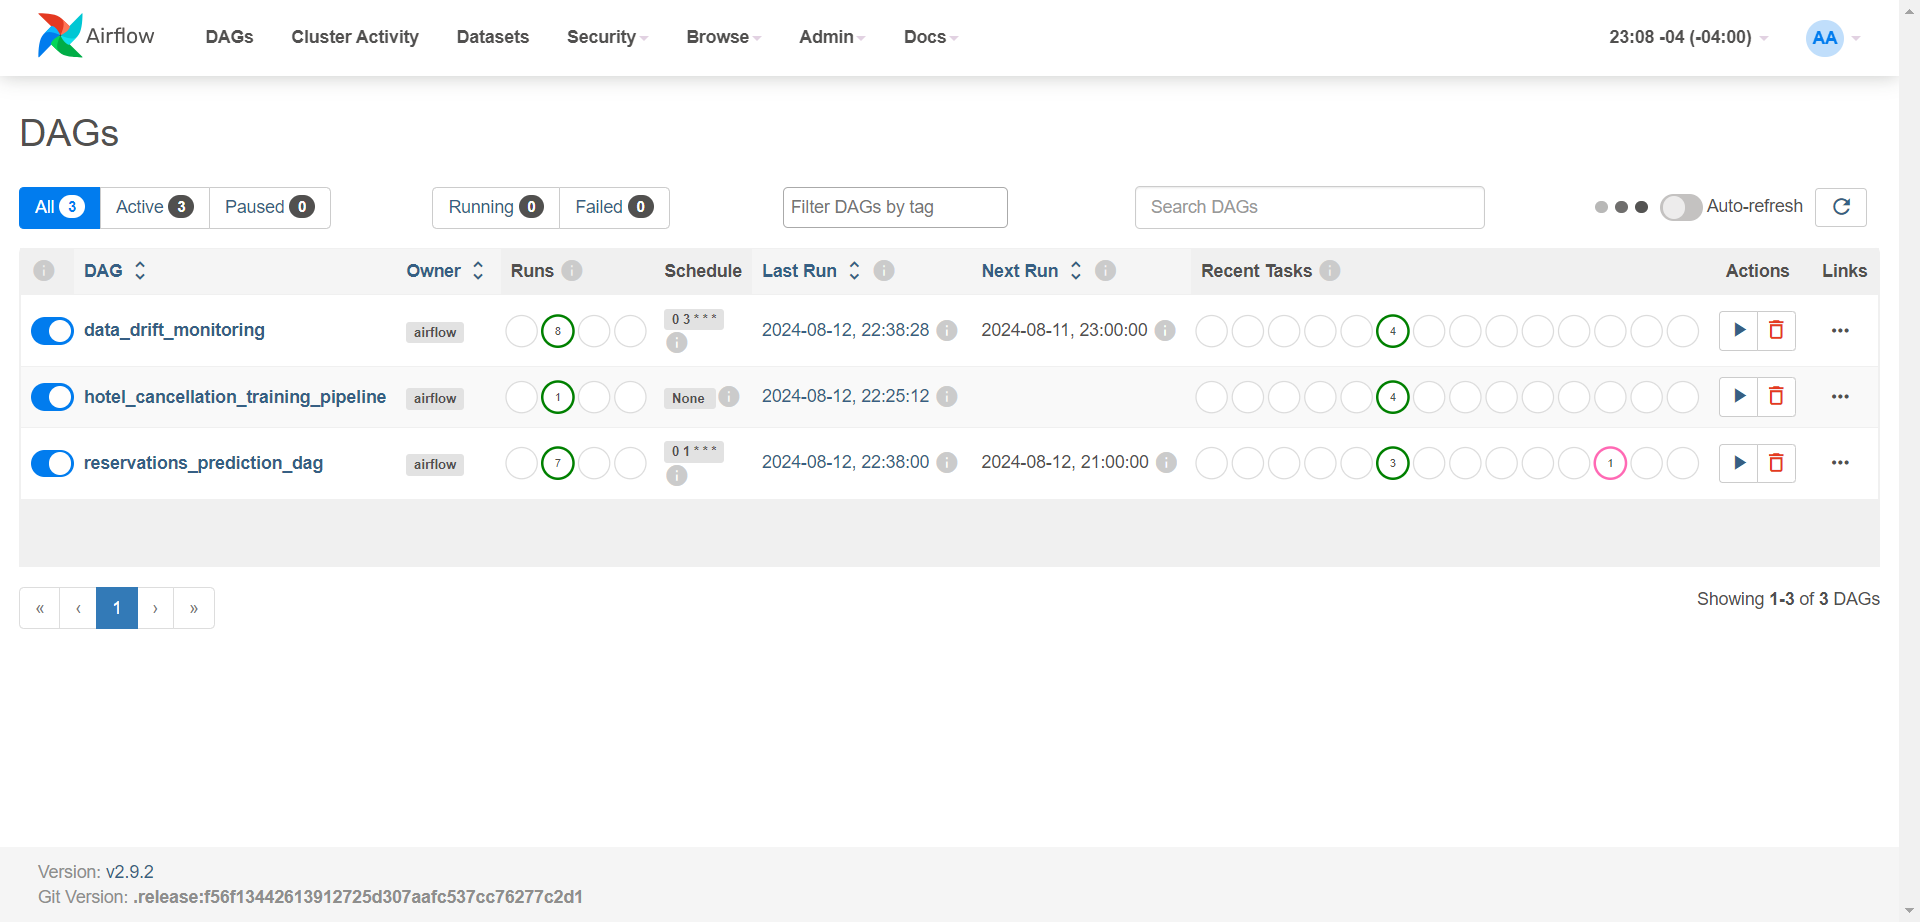 Airflow DAGs Cluster Activity Datasets Security Browse Admin Docs 23:08 -04 (-04:00) AA
DAGs
All 3 Active 3 Paused 0 Running 0 Failed 0 Filter DAGs by tag Search DAGs Auto-refresh
i DAG Owner Runs i Schedule Last Run i Next Run i Recent Tasks i Actions Links
data_drift_monitoring airflow 8 0 3 * * * i 2024-08-12, 22:38:28 i 2024-08-11, 23:00:00 i 4
hotel_cancellation_training_pipeline airflow 1 None i 2024-08-12, 22:25:12 i 4
reservations_prediction_dag airflow 7 0 1 * * * i 2024-08-12, 22:38:00 i 2024-08-12, 21:00:00 i 3 1
« ‹ 1 › » Showing 1-3 of 3 DAGs
Version: v2.9.2
Git Version: .release:f56f13442613912725d307aafc537cc76277c2d1